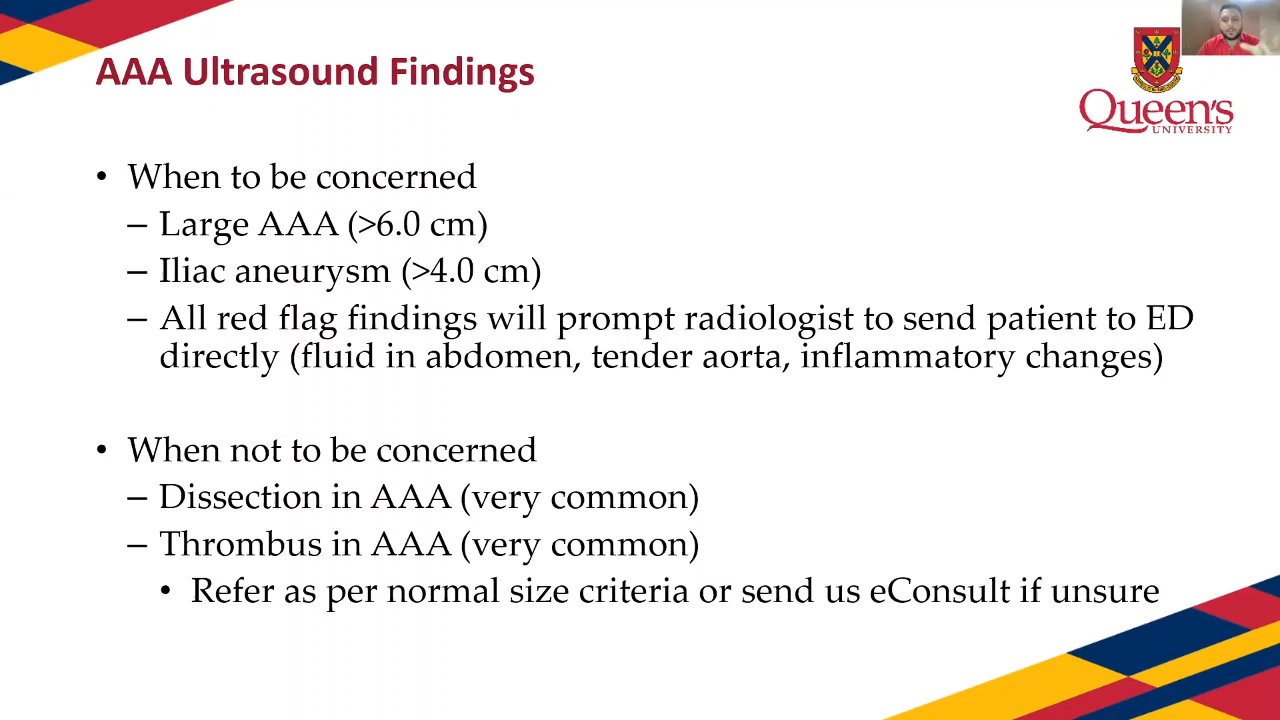 AAA Ultrasound Findings
Queen's
UNIVERSITY
• When to be concerned
– Large AAA (>6.0 cm)
– Iliac aneurysm (>4.0 cm)
– All red flag findings will prompt radiologist to send patient to ED
directly (fluid in abdomen, tender aorta, inflammatory changes)
• When not to be concerned
– Dissection in AAA (very common)
– Thrombus in AAA (very common)
• Refer as per normal size criteria or send us eConsult if unsure